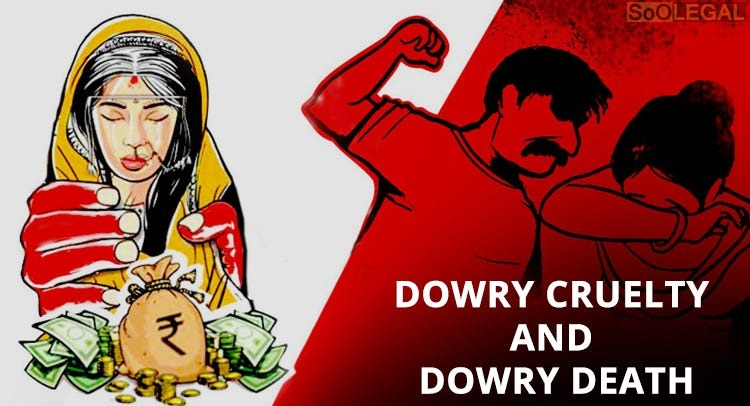 SoOLEGAL
₹
DOWRY CRUELTY
AND
DOWRY DEATH